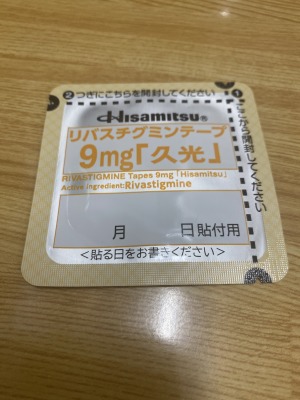 ②つぎにこちらを開封してください
①ここから開封してください
Hisamitsu®
リバスチグミンテープ
9mg「久光」
RIVASTIGMINE Tapes 9mg「Hisamitsu」
Active ingredient:Rivastigmine
月 日貼付用
<貼る日をお書きください>